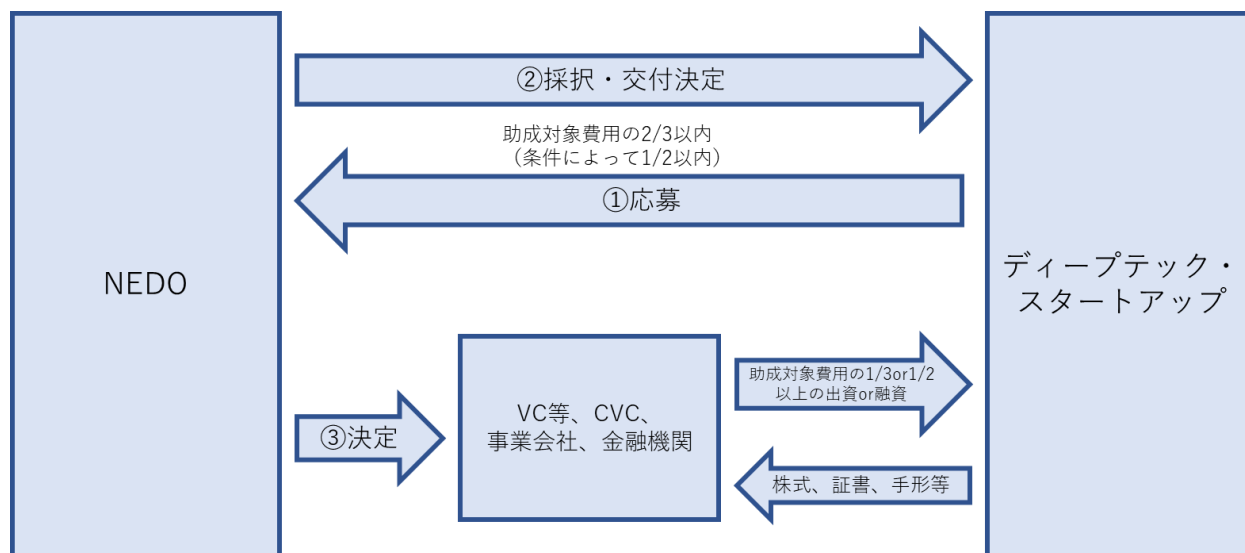 ②採択・交付決定
助成対象費用の2/3以内
（条件によって1/2以内）
①応募
NEDO
ディープテック・
スタートアップ
VC等、CVC、
事業会社、金融機関
助成対象費用の1/3or1/2
以上の出資or融資
③決定
株式、証書、手形等